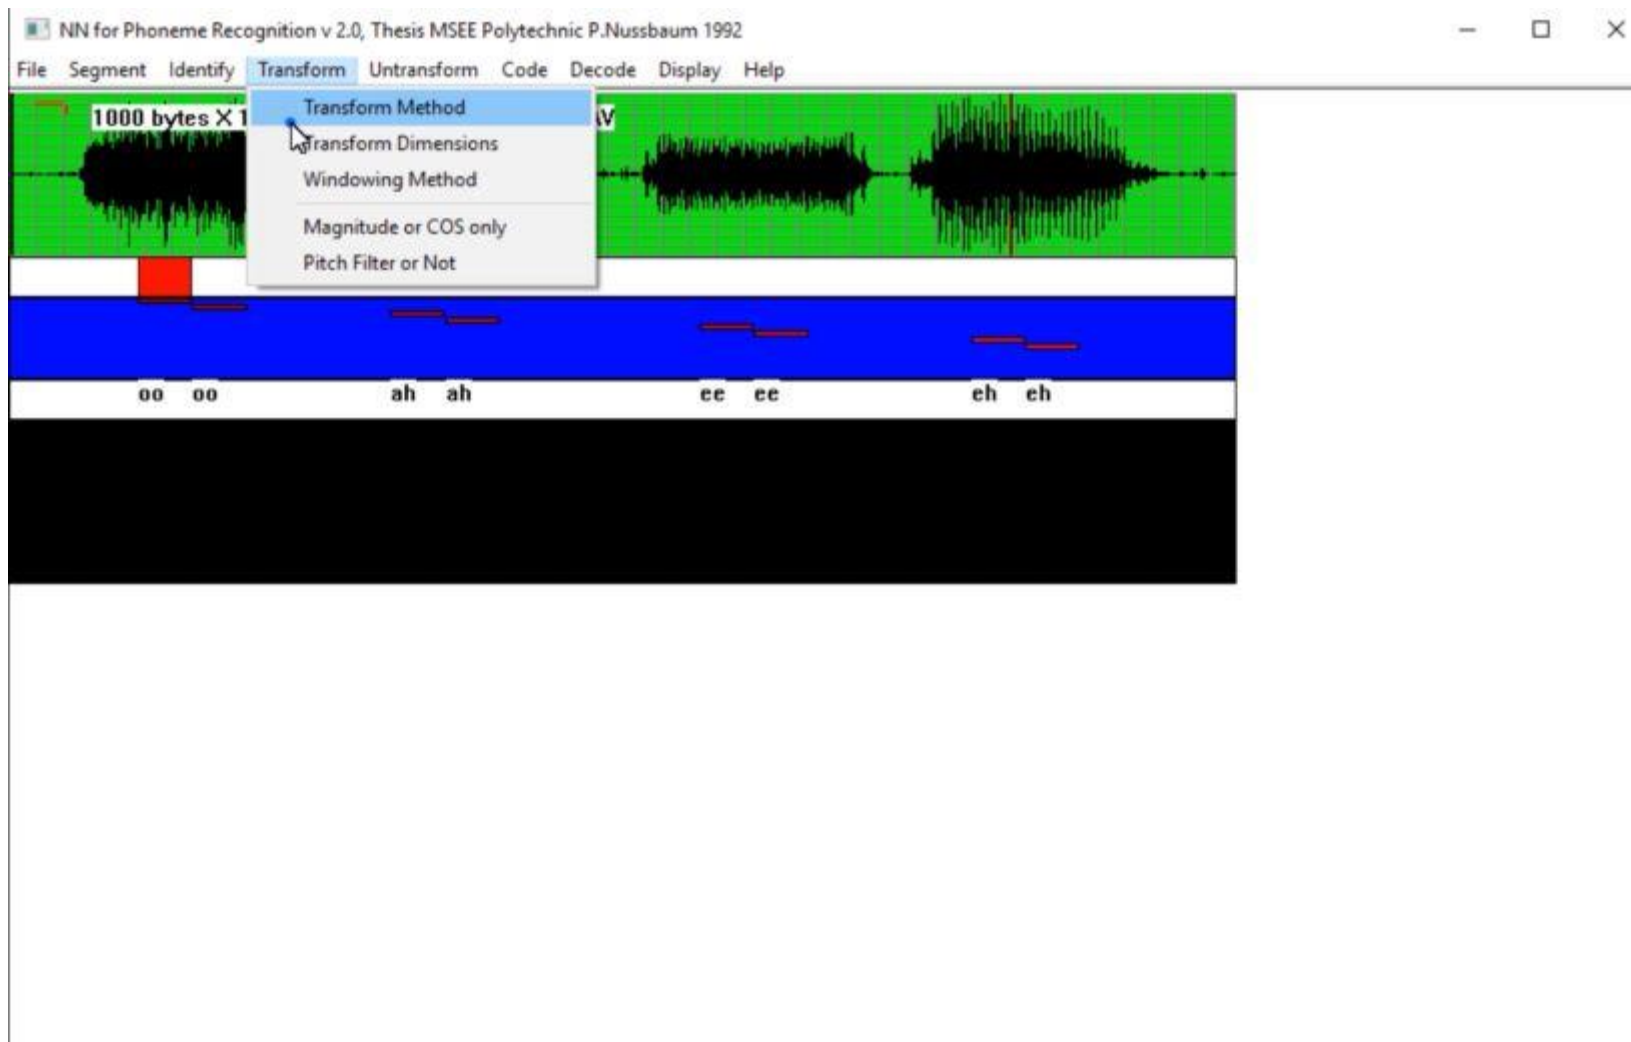 NN for Phoneme Recognition v 2.0, Thesis MSEE Polytechnic P.Nussbaum 1992
File Segment Identify Transform Untransform Code Decode Display Help
1000 bytes X 1
AV
Transform Method
Transform Dimensions
Windowing Method
Magnitude or COS only
Pitch Filter or Not
oo oo ah ah ee ee eh eh